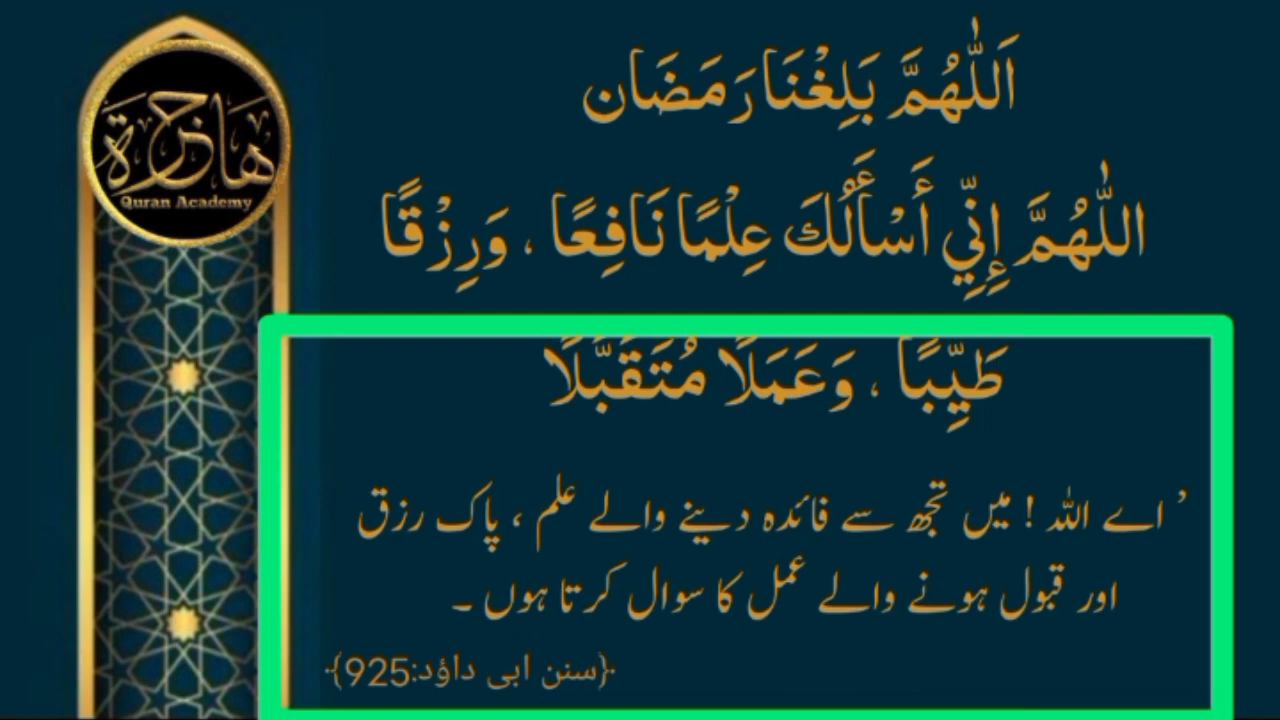 هاجرة
Quran Academy
اَللّٰهُمَّ بَلِغْنَا رَمَضَان
اللّٰهُمَّ إِنِّي أَسْأَلُكَ عِلْمًا نَافِعًا ، وَرِزْقًا
طَيِّبًا ، وَعَمَلًا مُتَقَبَّلًا
’ اے اللہ ! میں تجھ سے فائدہ دینے والے علم ، پاک رزق
اور قبول ہونے والے عمل کا سوال کرتا ہوں ۔
{سنن ابی داؤد:925}